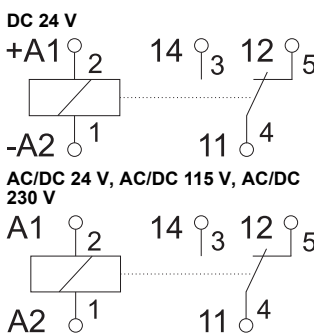 DC 24 V
+A1 2 14 3 12 5
-A2 1 11 4
AC/DC 24 V, AC/DC 115 V, AC/DC
230 V
A1 2 14 3 12 5
A2 1 11 4